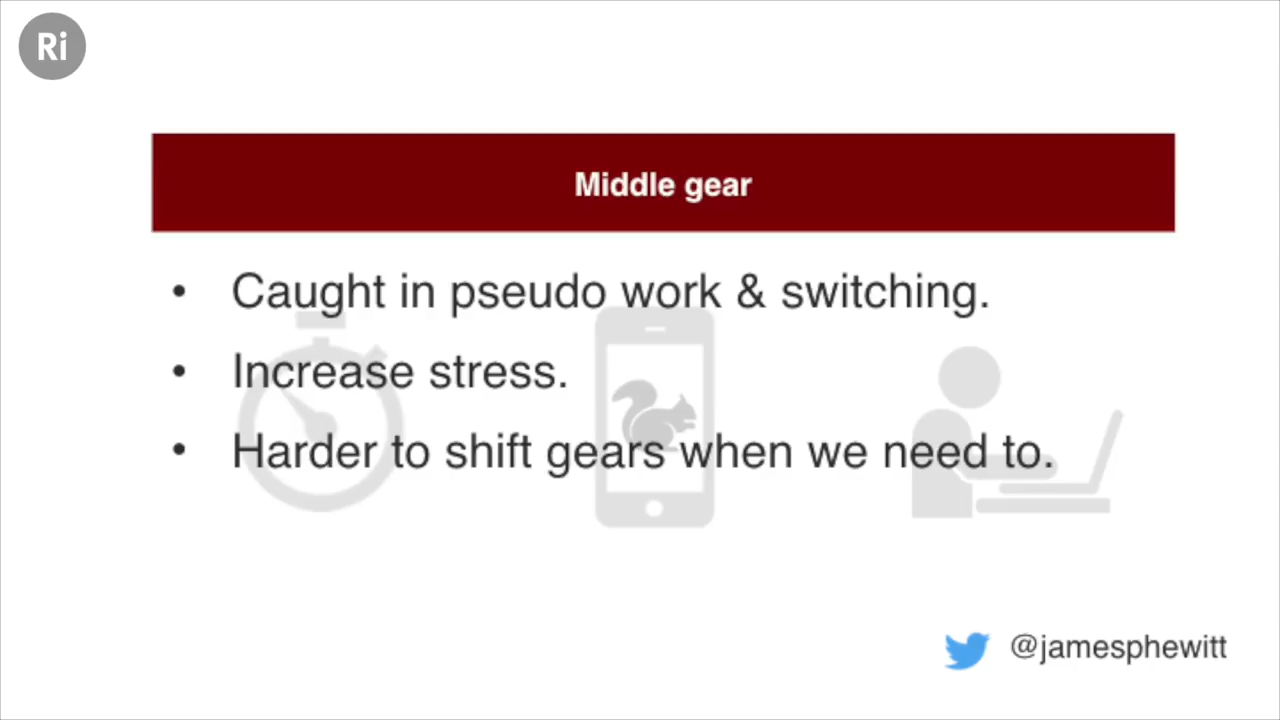 Ri
Middle gear
• Caught in pseudo work & switching.
• Increase stress.
• Harder to shift gears when we need to.
@jamesphewitt